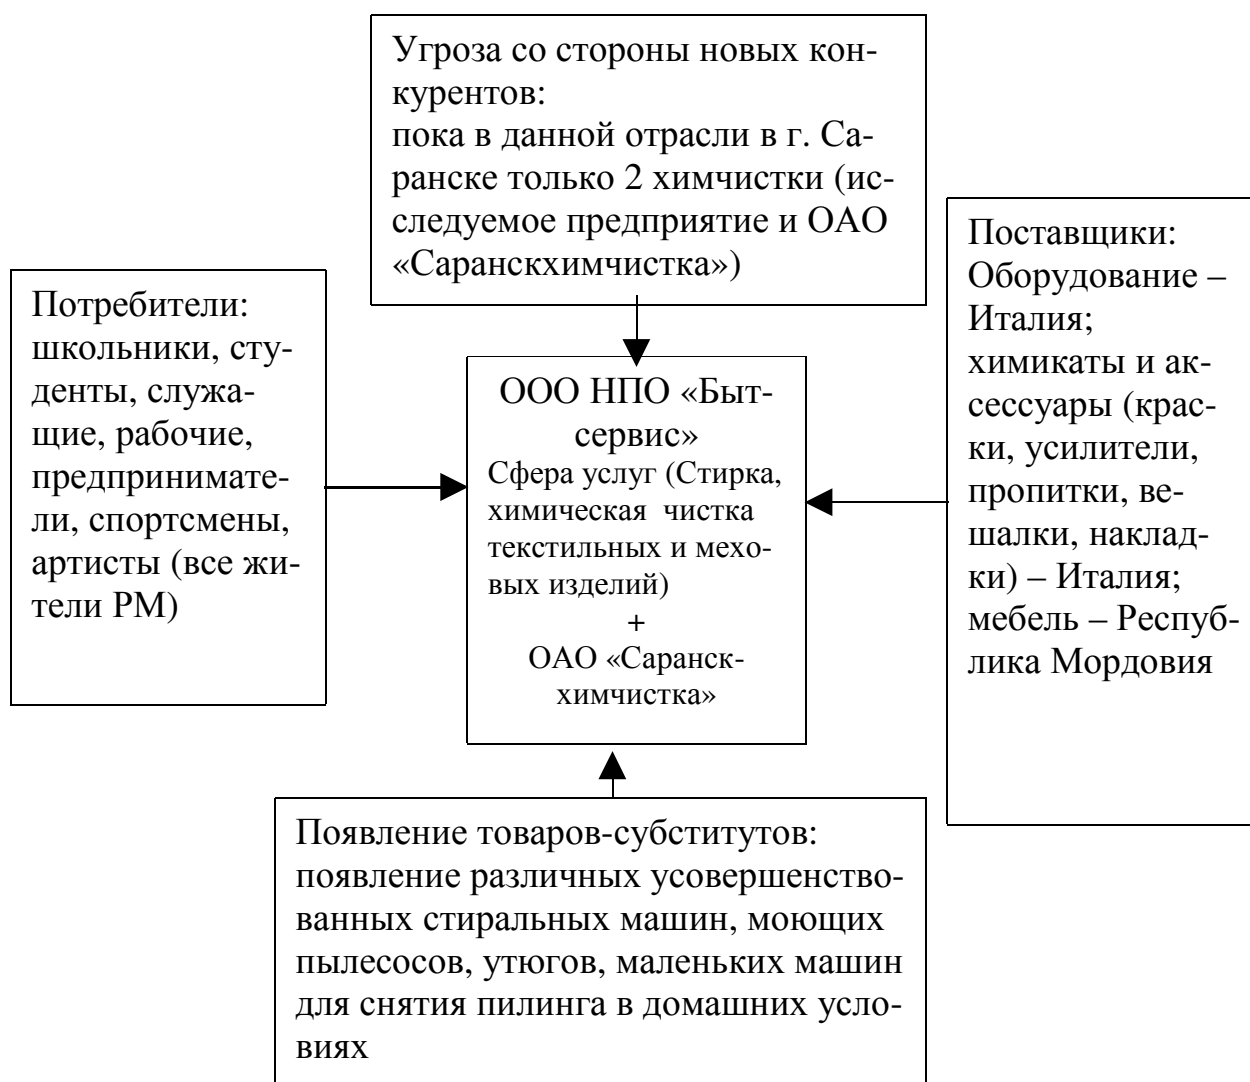 Угроза со стороны новых кон-
курентов:
пока в данной отрасли в г. Са-
ранске только 2 химчистки (ис-
следуемое предприятие и ОАО
«Саранскхимчистка»)
Потребители:
школьники, сту-
денты, служа-
щие, рабочие,
предпринимате-
ли, спортсмены,
артисты (все жи-
тели РМ)
ООО НПО «Быт-
сервис»
Сфера услуг (Стирка,
химическая чистка
текстильных и мехо-
вых изделий)
+
ОАО «Саранск-
химчистка»
Поставщики:
Оборудование –
Италия;
химикаты и ак-
сессуары (крас-
ки, усилители,
пропитки, ве-
шалки, наклад-
ки) – Италия;
мебель – Респуб-
лика Мордовия
Появление товаров-субститутов:
появление различных усовершенство-
ванных стиральных машин, моющих
пылесосов, утюгов, маленьких машин
для снятия пилинга в домашних усло-
виях